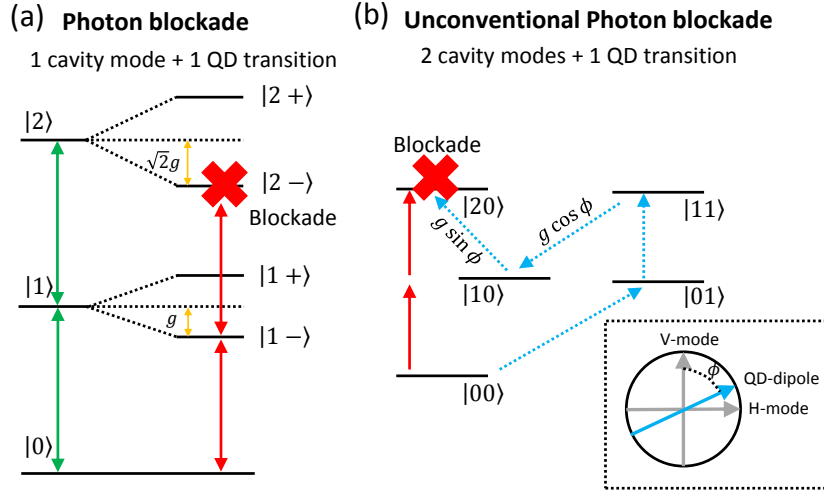 (a)
Photon blockade
1 cavity mode + 1 QD transition
|2⟩
|2 +⟩
√2g
|2 −⟩
Blockade
|1⟩
|1 +⟩
g
|1 −⟩
|0⟩
(b)
Unconventional Photon blockade
2 cavity modes + 1 QD transition
Blockade
|20⟩
|11⟩
g sin ϕ
g cos ϕ
|10⟩
|01⟩
|00⟩
V-mode
ϕ
QD-dipole
H-mode